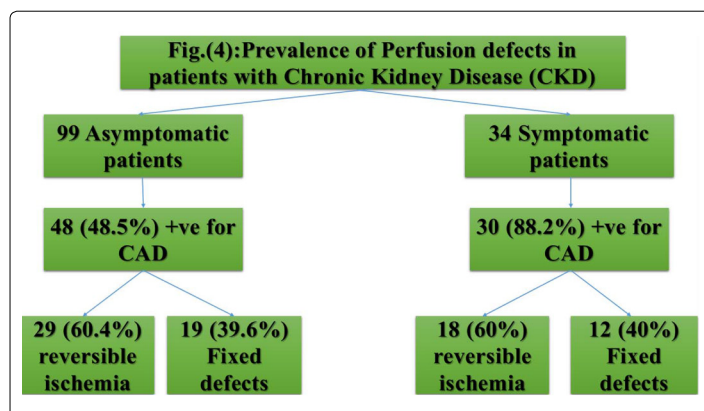 Fig.(4):Prevalence of Perfusion defects in
patients with Chronic Kidney Disease (CKD)
99 Asymptomatic
patients
34 Symptomatic
patients
48 (48.5%) +ve for
CAD
30 (88.2%) +ve for
CAD
29 (60.4%)
reversible
ischemia
19 (39.6%)
Fixed
defects
18 (60%)
reversible
ischemia
12 (40%)
Fixed
defects